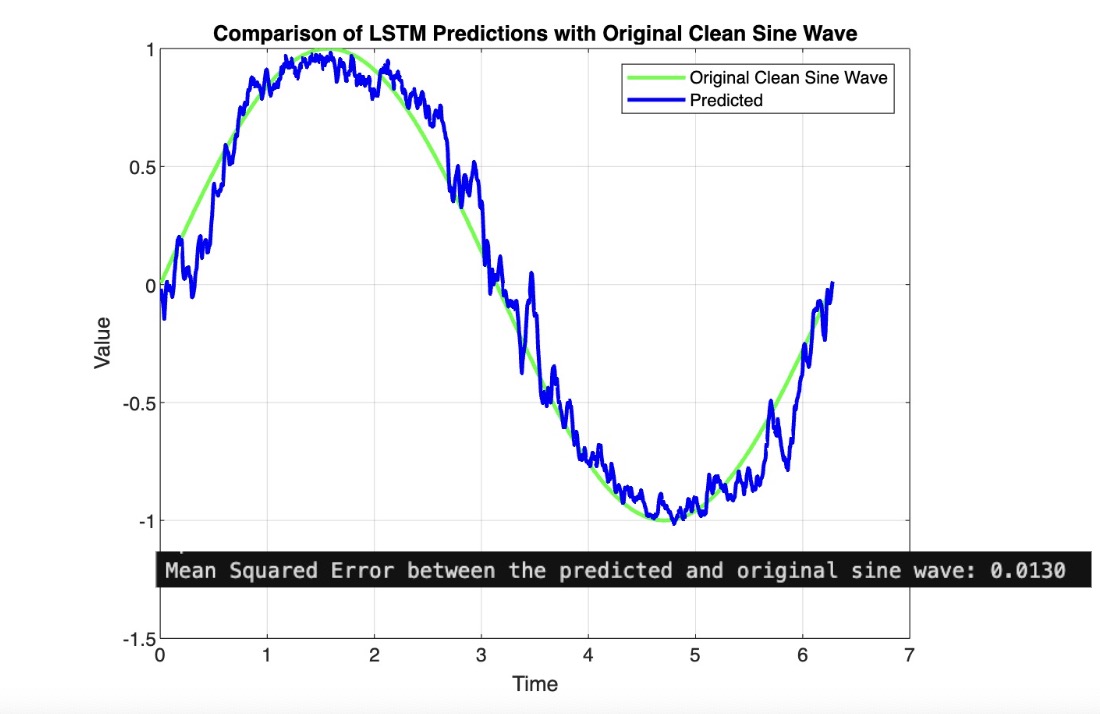 Comparison of LSTM Predictions with Original Clean Sine Wave
1
Original Clean Sine Wave
Predicted
0.5
0
Value
-0.5
-1
Mean Squared Error between the predicted and original sine wave: 0.0130
-1.5
0 1 2 3 4 5 6 7
Time